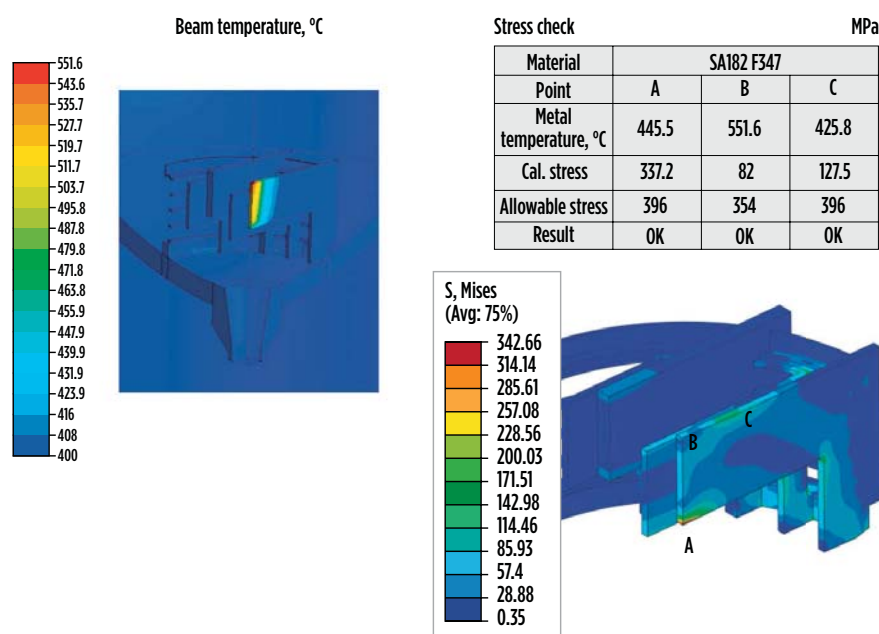 Beam temperature, ºC
551.6
543.6
535.7
527.7
519.7
511.7
503.7
495.8
487.8
479.8
471.8
463.8
455.9
447.9
439.9
431.9
423.9
416
408
400
Stress check MPa
Material SA182 F347
Point A B C
Metal
temperature, ºC 445.5 551.6 425.8
Cal. stress 337.2 82 127.5
Allowable stress 396 354 396
Result OK OK OK
S, Mises
(Avg: 75%)
342.66
314.14
285.61
257.08
228.56
200.03
171.51
142.98
114.46
85.93
57.4
28.88
0.35
C
B
A